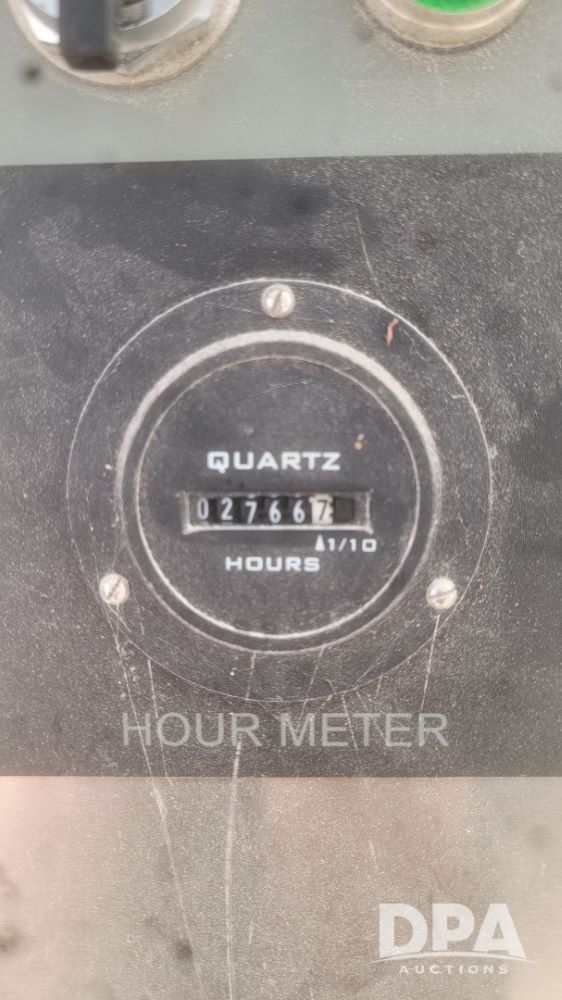 QUARTZ
027667
1/10
HOURS
HOUR METER
DPA
AUCTIONS